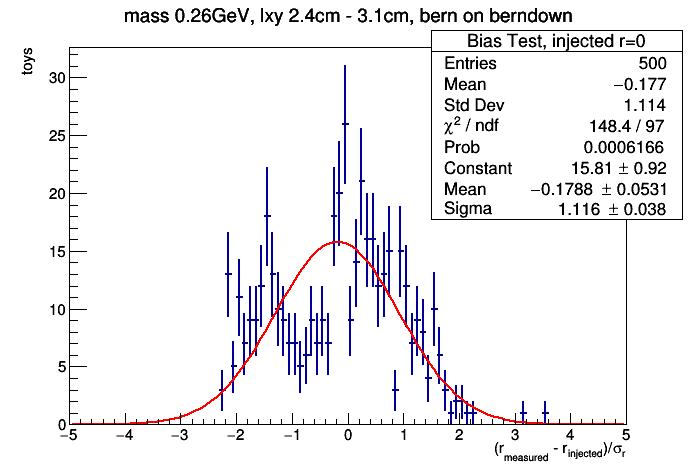 mass 0.26GeV, lxy 2.4cm - 3.1cm, bern on berndown
toys
Bias Test, injected r=0
Entries 500
Mean −0.177
Std Dev 1.114
χ² / ndf 148.4 / 97
Prob 0.0006166
Constant 15.81 ± 0.92
Mean −0.1788 ± 0.0531
Sigma 1.116 ± 0.038
30
25
20
15
10
5
0
−5 −4 −3 −2 −1 0 1 2 3 4 5
(r_measured - r_injected)/σ_r